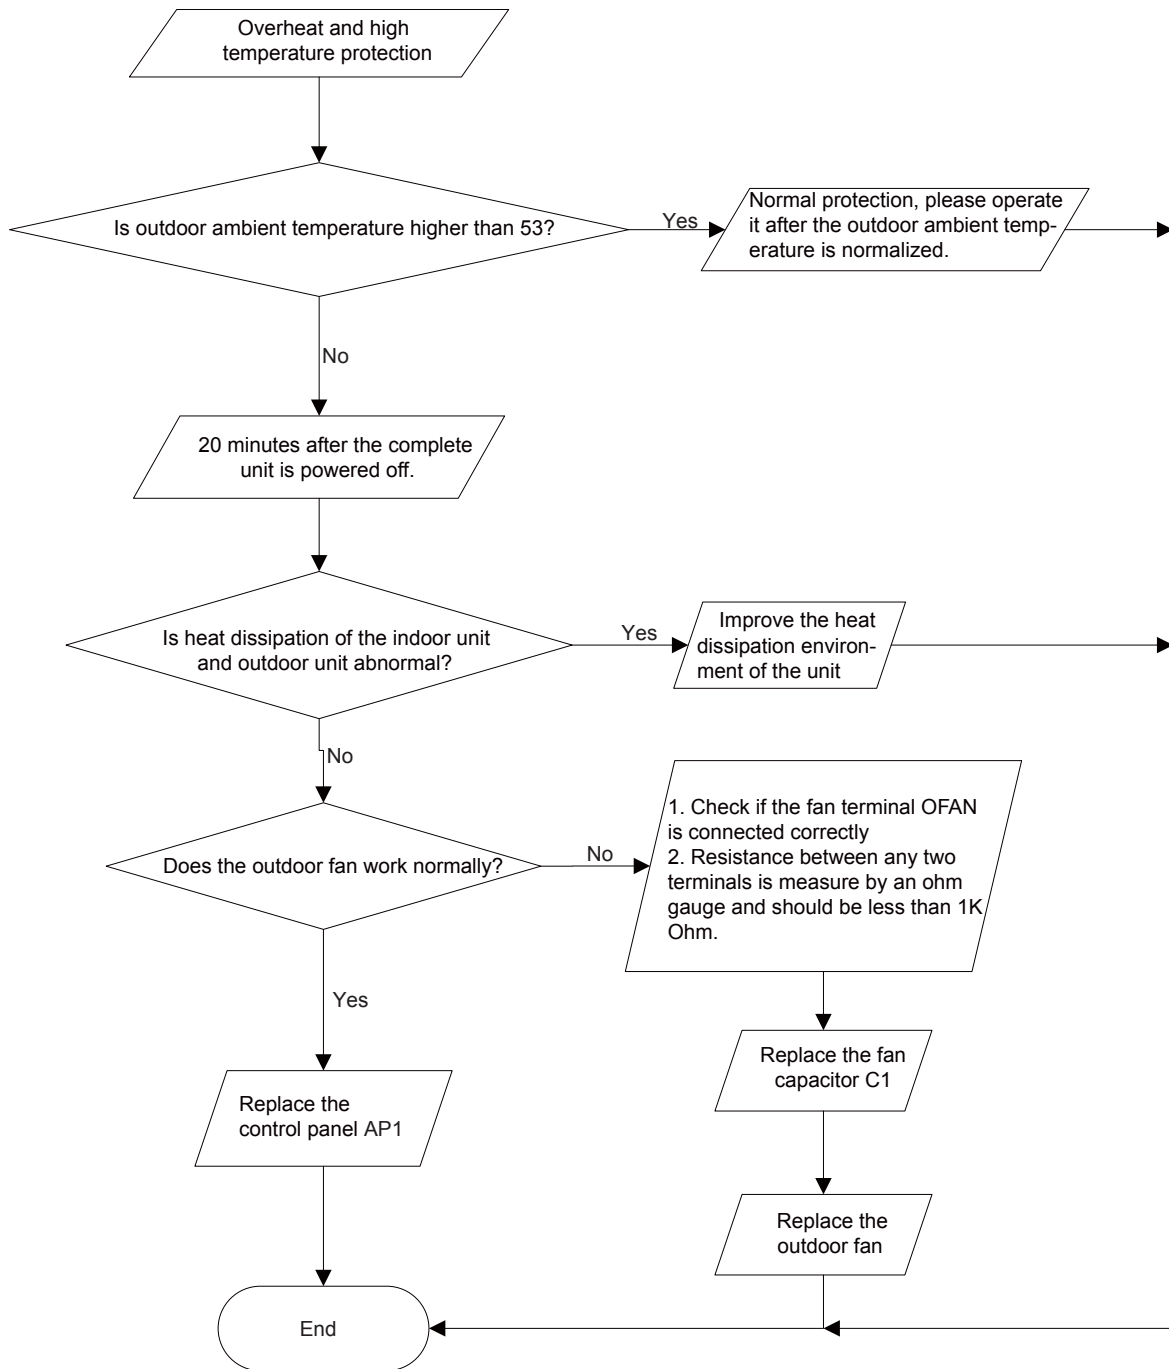 Overheat and high
temperature protection
Is outdoor ambient temperature higher than 53?
Yes
Normal protection, please operate
it after the outdoor ambient temp-
erature is normalized.
No
20 minutes after the complete
unit is powered off.
Is heat dissipation of the indoor unit
and outdoor unit abnormal?
Yes
Improve the heat
dissipation environ-
ment of the unit
No
Does the outdoor fan work normally?
No
1. Check if the fan terminal OFAN
is connected correctly
2. Resistance between any two
terminals is measure by an ohm
gauge and should be less than 1K
Ohm.
Yes
Replace the fan
capacitor C1
Replace the
control panel AP1
Replace the
outdoor fan
End